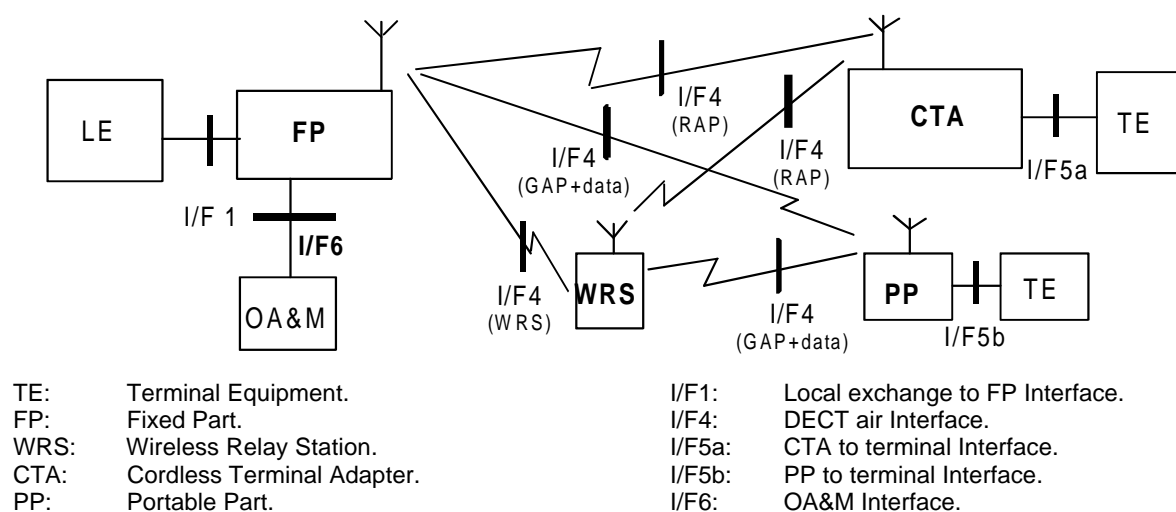 LE
FP
I/F 1
I/F6
OA&M
I/F4
(RAP)
I/F4
(GAP+data)
I/F4
(RAP)
CTA
I/F5a
TE
I/F4
(WRS)
WRS
I/F4
(GAP+data)
PP
I/F5b
TE
TE: Terminal Equipment.
FP: Fixed Part.
WRS: Wireless Relay Station.
CTA: Cordless Terminal Adapter.
PP: Portable Part.
I/F1: Local exchange to FP Interface.
I/F4: DECT air Interface.
I/F5a: CTA to terminal Interface.
I/F5b: PP to terminal Interface.
I/F6: OA&M Interface.